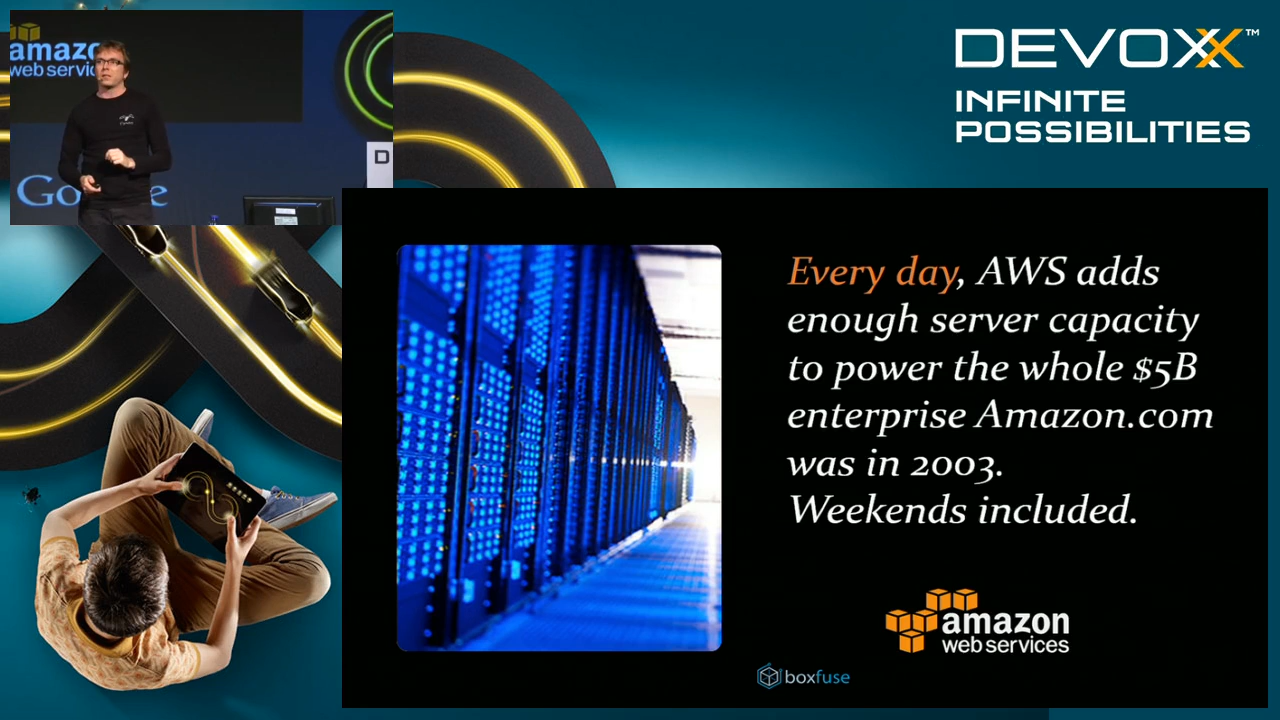 amazo
web servic
Go
e
D
DEVOXX™
INFINITE
POSSIBILITIES
Every day, AWS adds
enough server capacity
to power the whole $5B
enterprise Amazon.com
was in 2003.
Weekends included.
amazon
web services
boxfuse